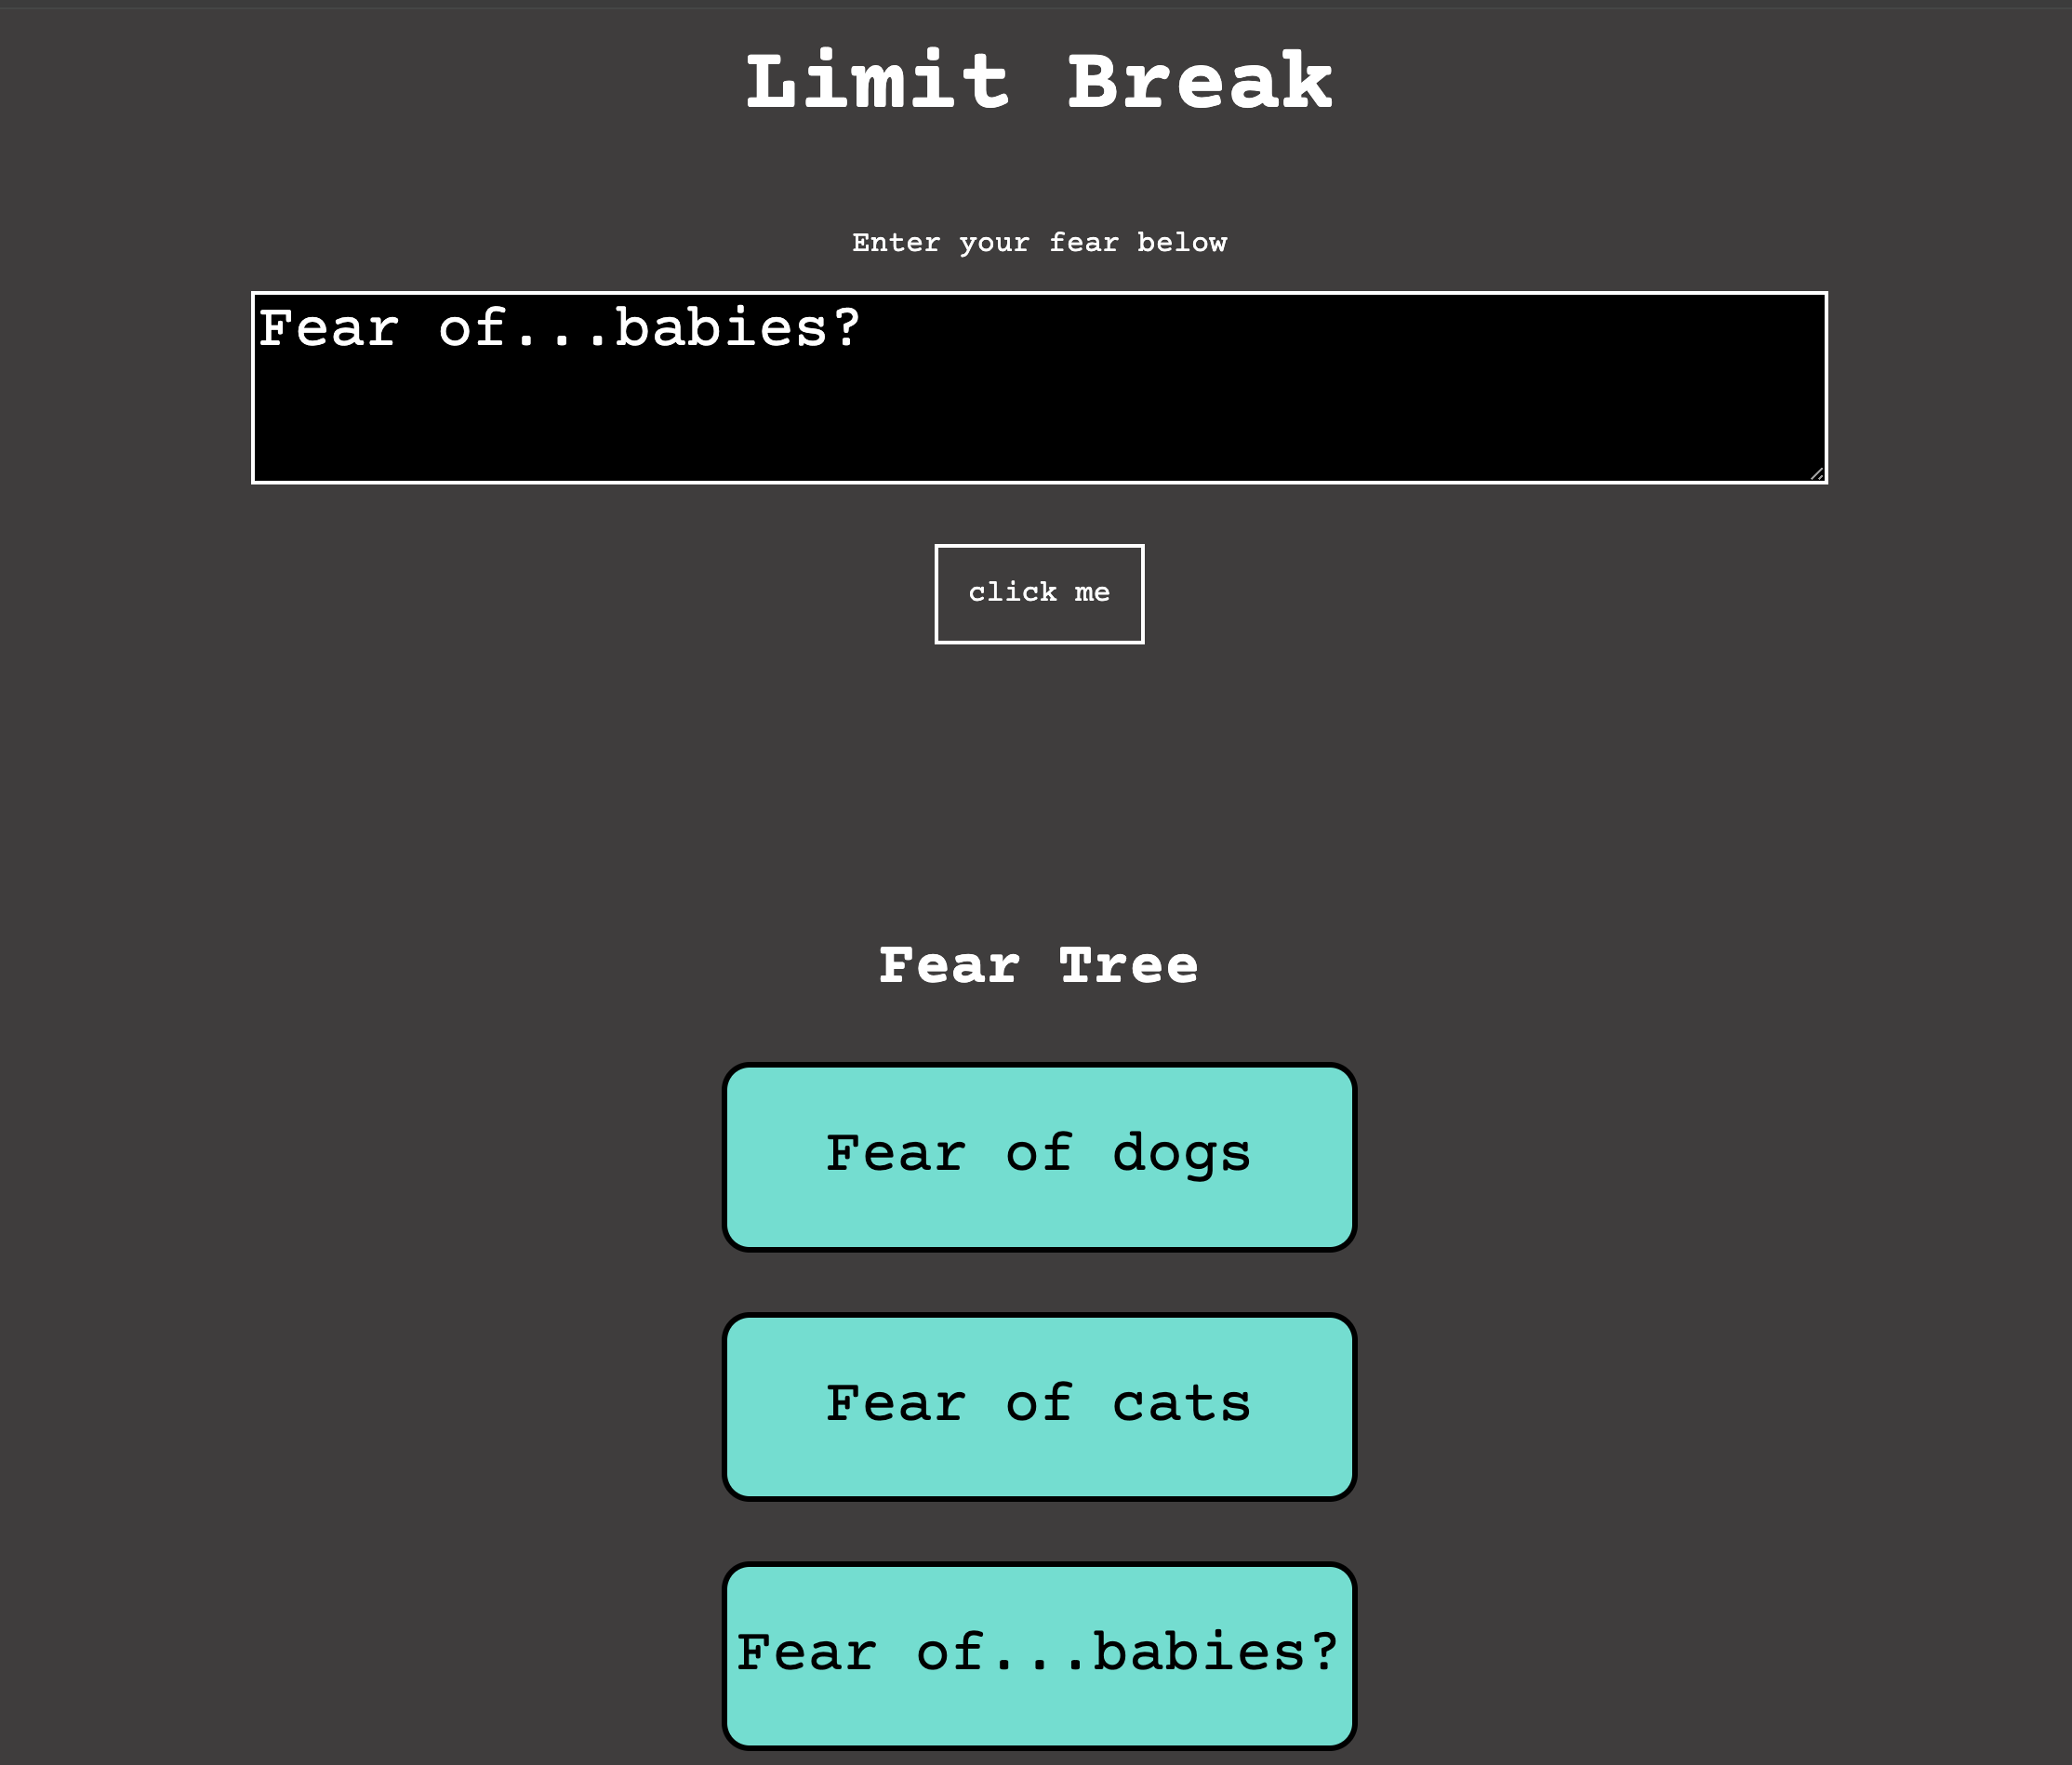 Limit Break
Enter your fear below
Fear of...babies?
click me
Fear Tree
Fear of dogs
Fear of cats
Fear of...babies?